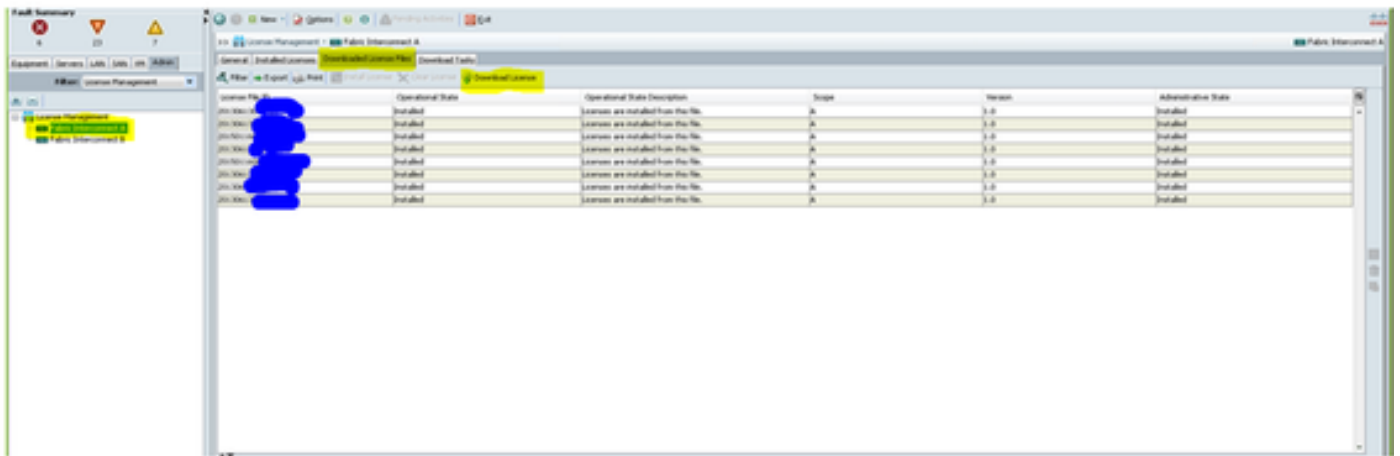 Fault Summary
6 23 7
Equipment Servers LAN SAN VM Admin
Filter: License Management
License Management
Fabric Interconnect A
Fabric Interconnect B
New Options Pending Activities Exit
>> License Management Fabric Interconnect A
Fabric Interconnect A
General Installed Licenses Downloaded License Files Download Tasks
Filter Export Print Install License Clear License Download License
License File ID Operational State Operational State Description Scope Version Administrative State
Installed Licenses are installed from this file. A 1.0 Installed
Installed Licenses are installed from this file. A 1.0 Installed
Installed Licenses are installed from this file. A 1.0 Installed
Installed Licenses are installed from this file. A 1.0 Installed
Installed Licenses are installed from this file. A 1.0 Installed
Installed Licenses are installed from this file. A 1.0 Installed
Installed Licenses are installed from this file. A 1.0 Installed
Installed Licenses are installed from this file. A 1.0 Installed